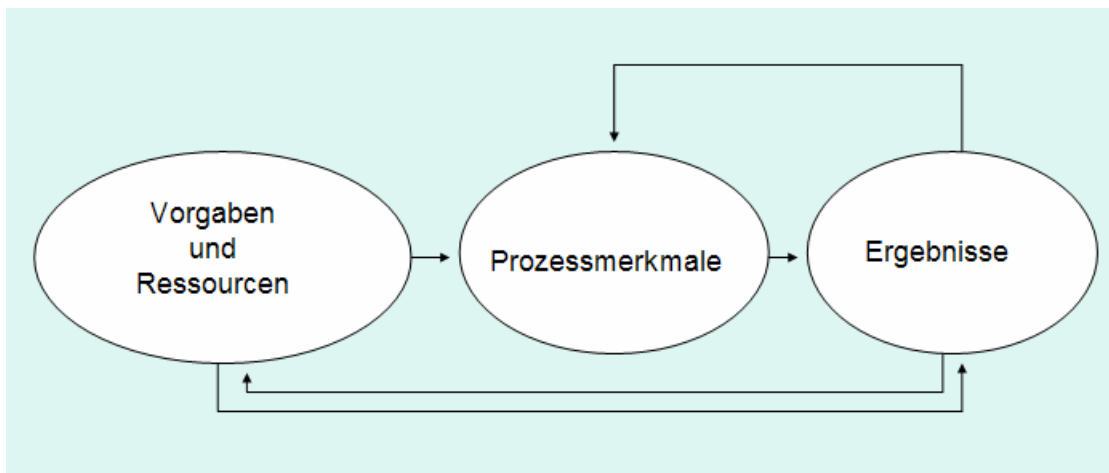 Vorgaben
und
Ressourcen
Prozessmerkmale
Ergebnisse